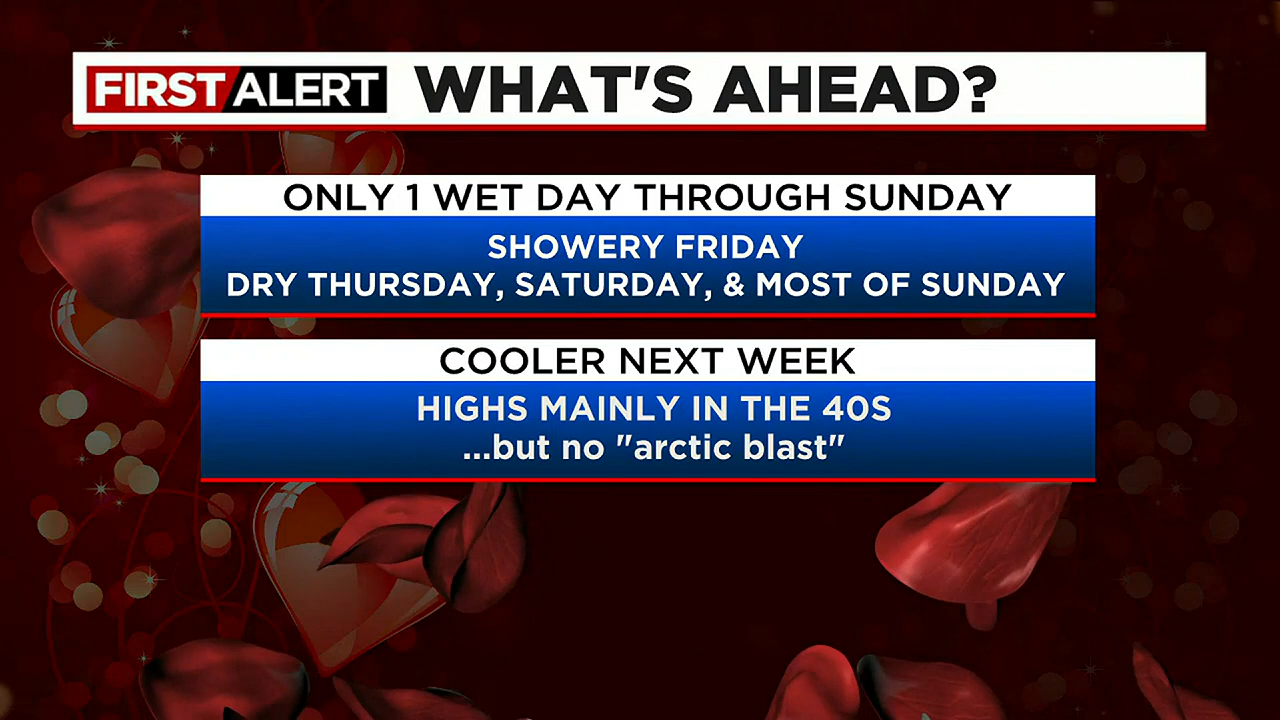 FIRST ALERT WHAT'S AHEAD?
ONLY 1 WET DAY THROUGH SUNDAY
SHOWERY FRIDAY
DRY THURSDAY, SATURDAY, & MOST OF SUNDAY
COOLER NEXT WEEK
HIGHS MAINLY IN THE 40S
...but no "arctic blast"